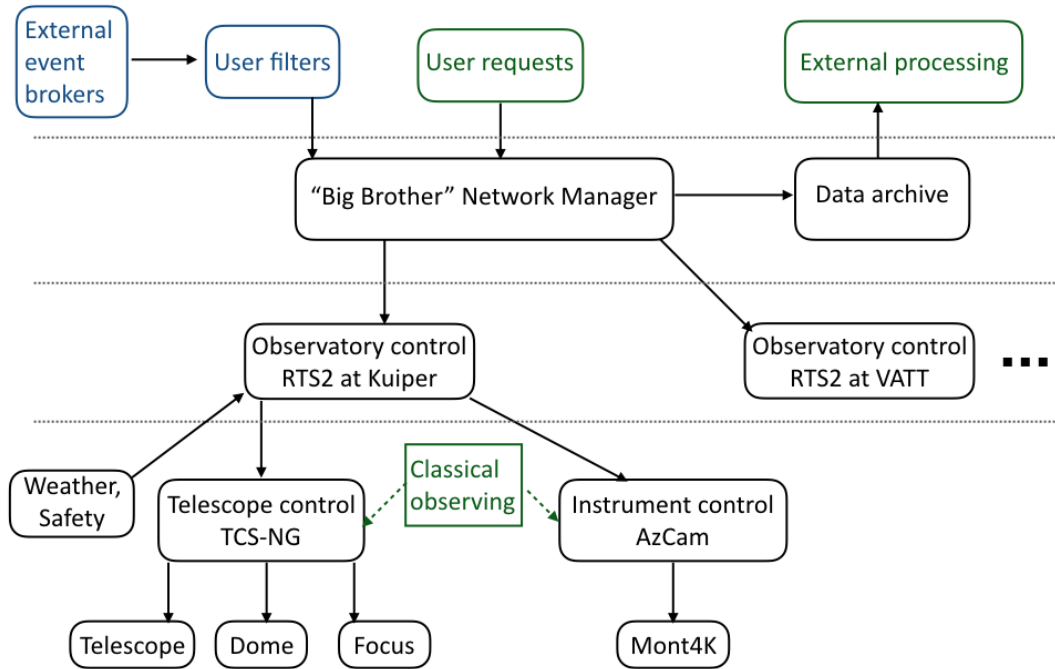 External
event
brokers
User filters
User requests
External processing
“Big Brother” Network Manager
Data archive
Observatory control
RTS2 at Kuiper
Observatory control
RTS2 at VATT
...
Weather,
Safety
Telescope control
TCS-NG
Classical
observing
Instrument control
AzCam
Telescope
Dome
Focus
Mont4K